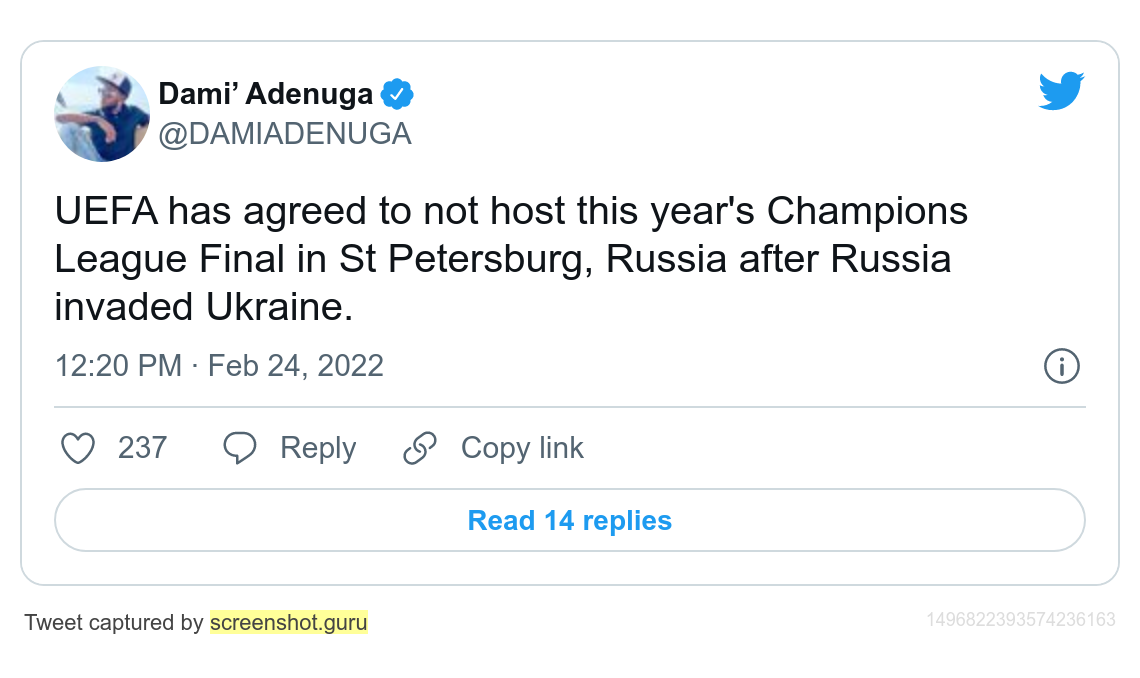 Dami’ Adenuga
@DAMIADENUGA
UEFA has agreed to not host this year's Champions
League Final in St Petersburg, Russia after Russia
invaded Ukraine.
12:20 PM · Feb 24, 2022
237 Reply Copy link
Read 14 replies
Tweet captured by screenshot.guru
1496822393574236163